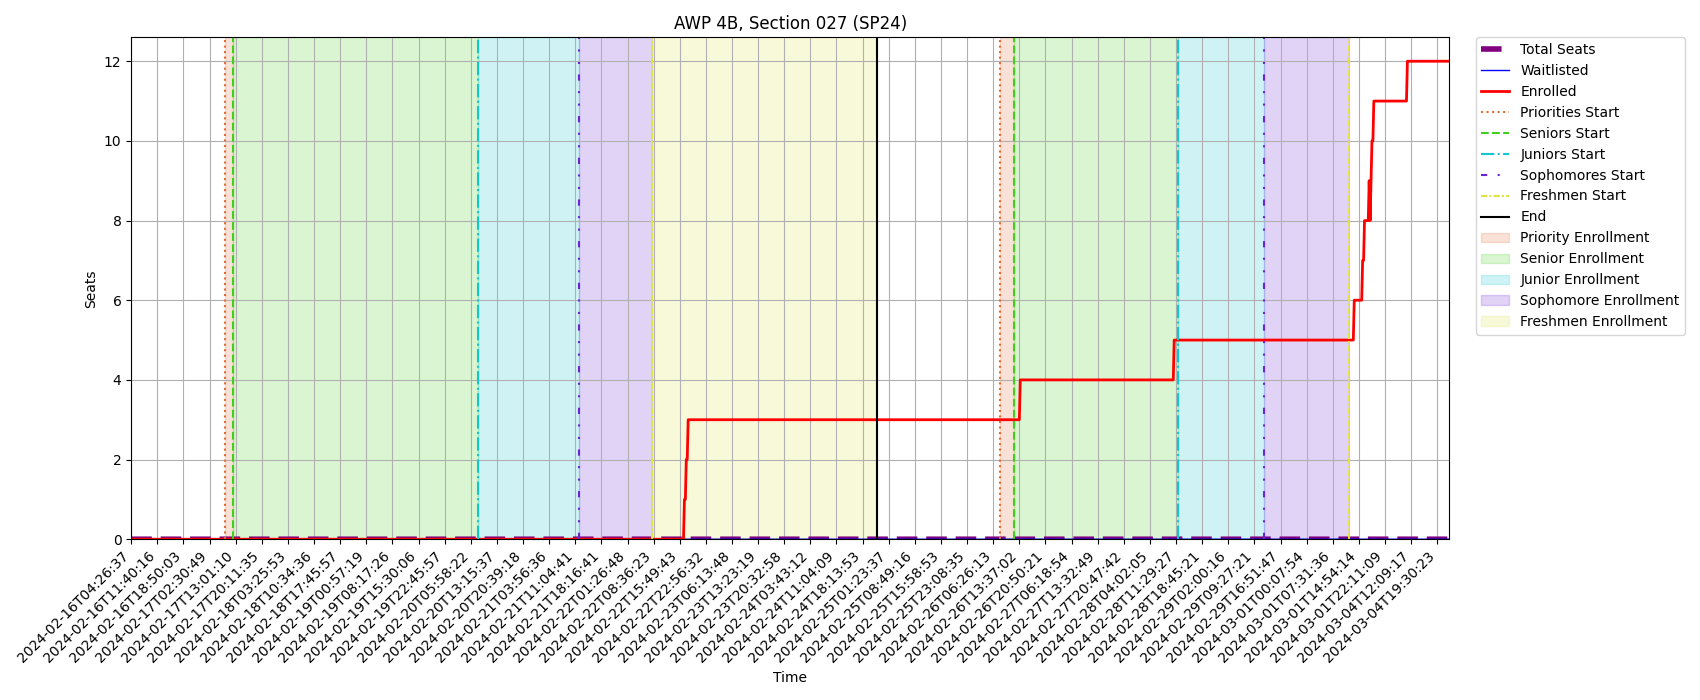 AWP 4B, Section 027 (SP24)
12
10
8
6
4
2
0
Seats
2024-02-16T04:26:37
2024-02-16T11:40:16
2024-02-16T18:50:03
2024-02-17T02:30:49
2024-02-17T13:01:10
2024-02-17T20:11:35
2024-02-18T03:25:53
2024-02-18T10:34:36
2024-02-18T17:45:57
2024-02-19T00:57:19
2024-02-19T08:17:26
2024-02-19T15:30:06
2024-02-19T22:45:57
2024-02-20T05:58:22
2024-02-20T13:15:37
2024-02-20T20:39:18
2024-02-21T03:56:36
2024-02-21T11:04:41
2024-02-21T18:16:41
2024-02-22T01:26:48
2024-02-22T08:36:23
2024-02-22T15:49:43
2024-02-22T22:56:32
2024-02-23T06:13:48
2024-02-23T13:23:19
2024-02-23T20:32:58
2024-02-24T03:43:12
2024-02-24T11:04:09
2024-02-24T18:13:53
2024-02-25T01:23:37
2024-02-25T08:49:16
2024-02-25T15:58:53
2024-02-25T23:08:35
2024-02-26T06:26:13
2024-02-26T13:37:02
2024-02-26T20:50:21
2024-02-27T06:18:54
2024-02-27T13:32:49
2024-02-27T20:47:42
2024-02-28T04:02:05
2024-02-28T11:29:27
2024-02-28T18:45:21
2024-02-29T02:00:16
2024-02-29T09:27:21
2024-02-29T16:51:47
2024-03-01T00:07:54
2024-03-01T07:31:36
2024-03-01T14:54:14
2024-03-01T22:11:09
2024-03-04T12:09:17
2024-03-04T19:30:23
Time
Total Seats
Waitlisted
Enrolled
Priorities Start
Seniors Start
Juniors Start
Sophomores Start
Freshmen Start
End
Priority Enrollment
Senior Enrollment
Junior Enrollment
Sophomore Enrollment
Freshmen Enrollment